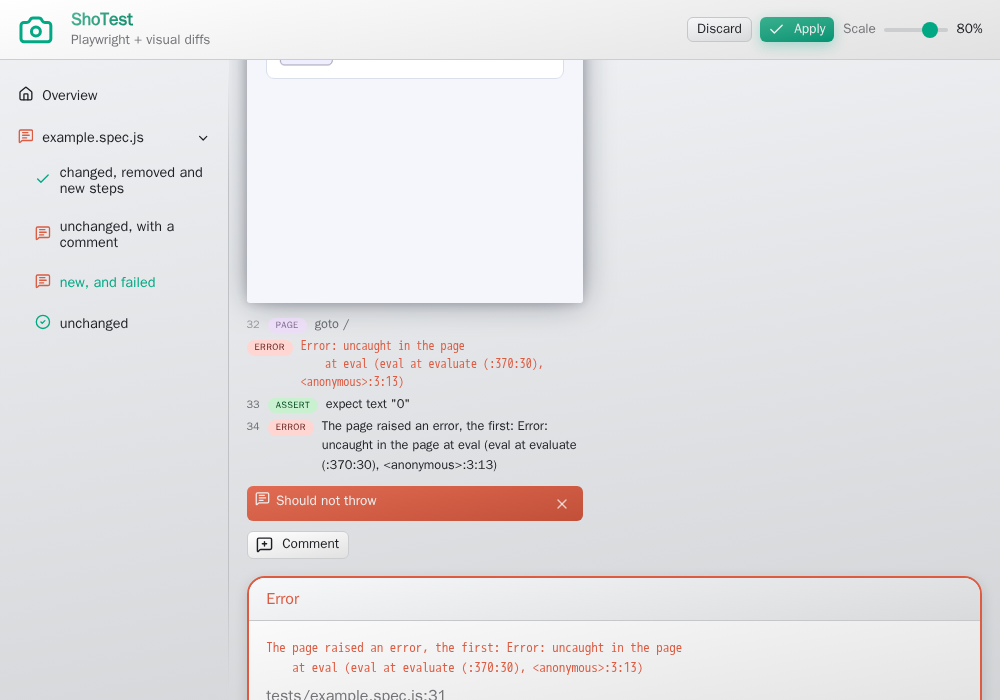 ShoTest
Playwright + visual diffs
Discard
Apply
Scale
80%
Overview
example.spec.js
changed, removed and
new steps
unchanged, with a
comment
new, and failed
unchanged
32 PAGE goto /
ERROR Error: uncaught in the page
at eval (eval at evaluate (:370:30),
<anonymous>:3:13)
33 ASSERT expect text "0"
34 ERROR The page raised an error, the first: Error:
uncaught in the page at eval (eval at evaluate
(:370:30), <anonymous>:3:13)
Should not throw
Comment
Error
The page raised an error, the first: Error: uncaught in the page
at eval (eval at evaluate (:370:30), <anonymous>:3:13)
tests/example.spec.js:31